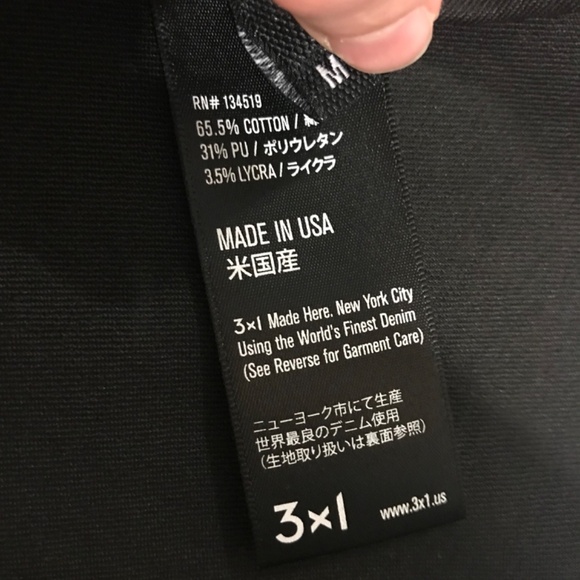 M
RN# 134519
65.5% COTTON /
31% PU / ポリウレタン
3.5% LYCRA / ライクラ
MADE IN USA
米国産
3x1 Made Here. New York City
Using the World's Finest Denim
(See Reverse for Garment Care)
ニューヨーク市にて生産
世界最良のデニム使用
(生地取り扱いは裏面参照)
3x1 www.3x1.us